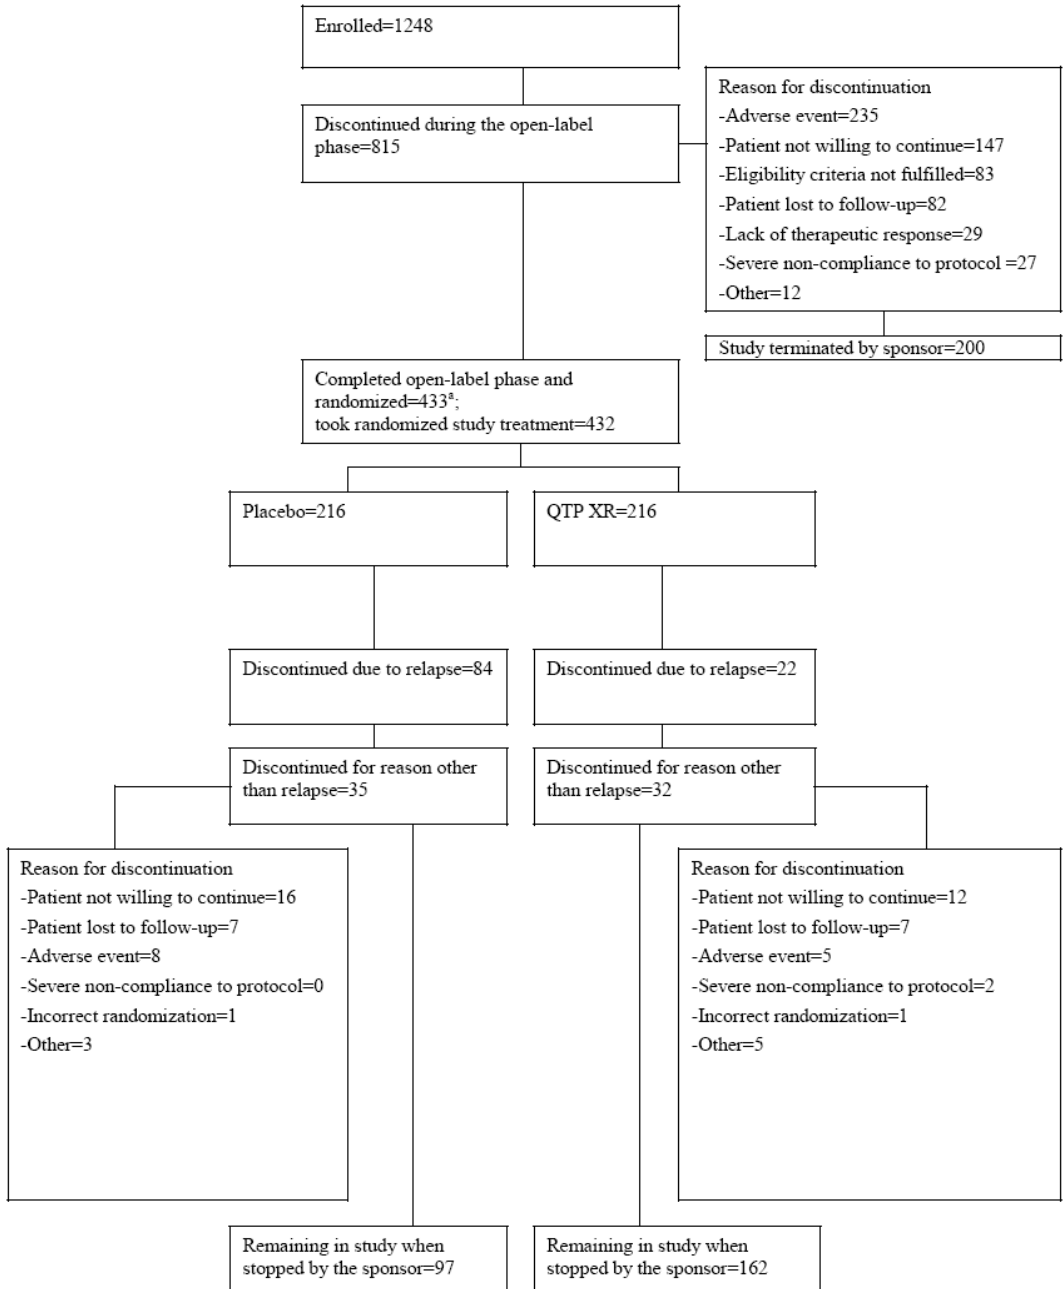 Enrolled=1248
Discontinued during the open-label
phase=815
Reason for discontinuation
-Adverse event=235
-Patient not willing to continue=147
-Eligibility criteria not fulfilled=83
-Patient lost to follow-up=82
-Lack of therapeutic response=29
-Severe non-compliance to protocol =27
-Other=12
Study terminated by sponsor=200
Completed open-label phase and
randomized=433ª;
took randomized study treatment=432
Placebo=216
QTP XR=216
Discontinued due to relapse=84
Discontinued due to relapse=22
Discontinued for reason other
than relapse=35
Discontinued for reason other
than relapse=32
Reason for discontinuation
-Patient not willing to continue=16
-Patient lost to follow-up=7
-Adverse event=8
-Severe non-compliance to protocol=0
-Incorrect randomization=1
-Other=3
Reason for discontinuation
-Patient not willing to continue=12
-Patient lost to follow-up=7
-Adverse event=5
-Severe non-compliance to protocol=2
-Incorrect randomization=1
-Other=5
Remaining in study when
stopped by the sponsor=97
Remaining in study when
stopped by the sponsor=162